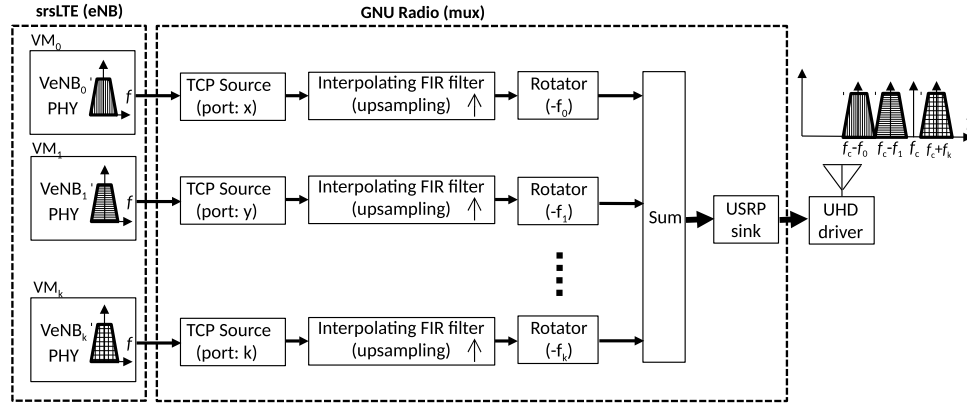 srsLTE (eNB)
GNU Radio (mux)
VM0
VeNB0
PHY
f
TCP Source
(port: x)
Interpolating FIR filter
(upsampling)
Rotator
(-f0)
VM1
VeNB1
PHY
f
TCP Source
(port: y)
Interpolating FIR filter
(upsampling)
Rotator
(-f1)
VMk
VeNBk
PHY
f
TCP Source
(port: k)
Interpolating FIR filter
(upsampling)
Rotator
(-fk)
Sum
USRP
sink
UHD
driver
fc-f0 fc-f1 fc fc+fk